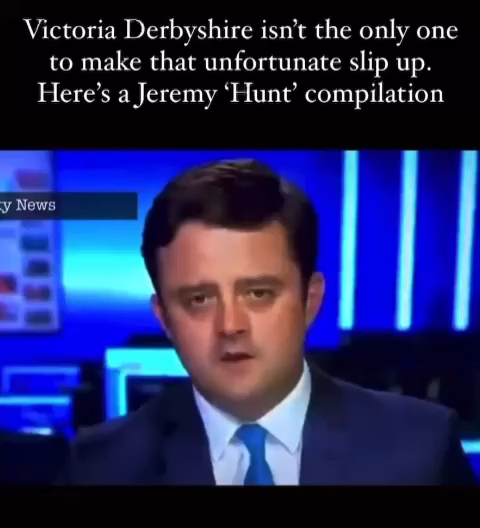 Victoria Derbyshire isn’t the only one
to make that unfortunate slip up.
Here’s a Jeremy ‘Hunt’ compilation
y News